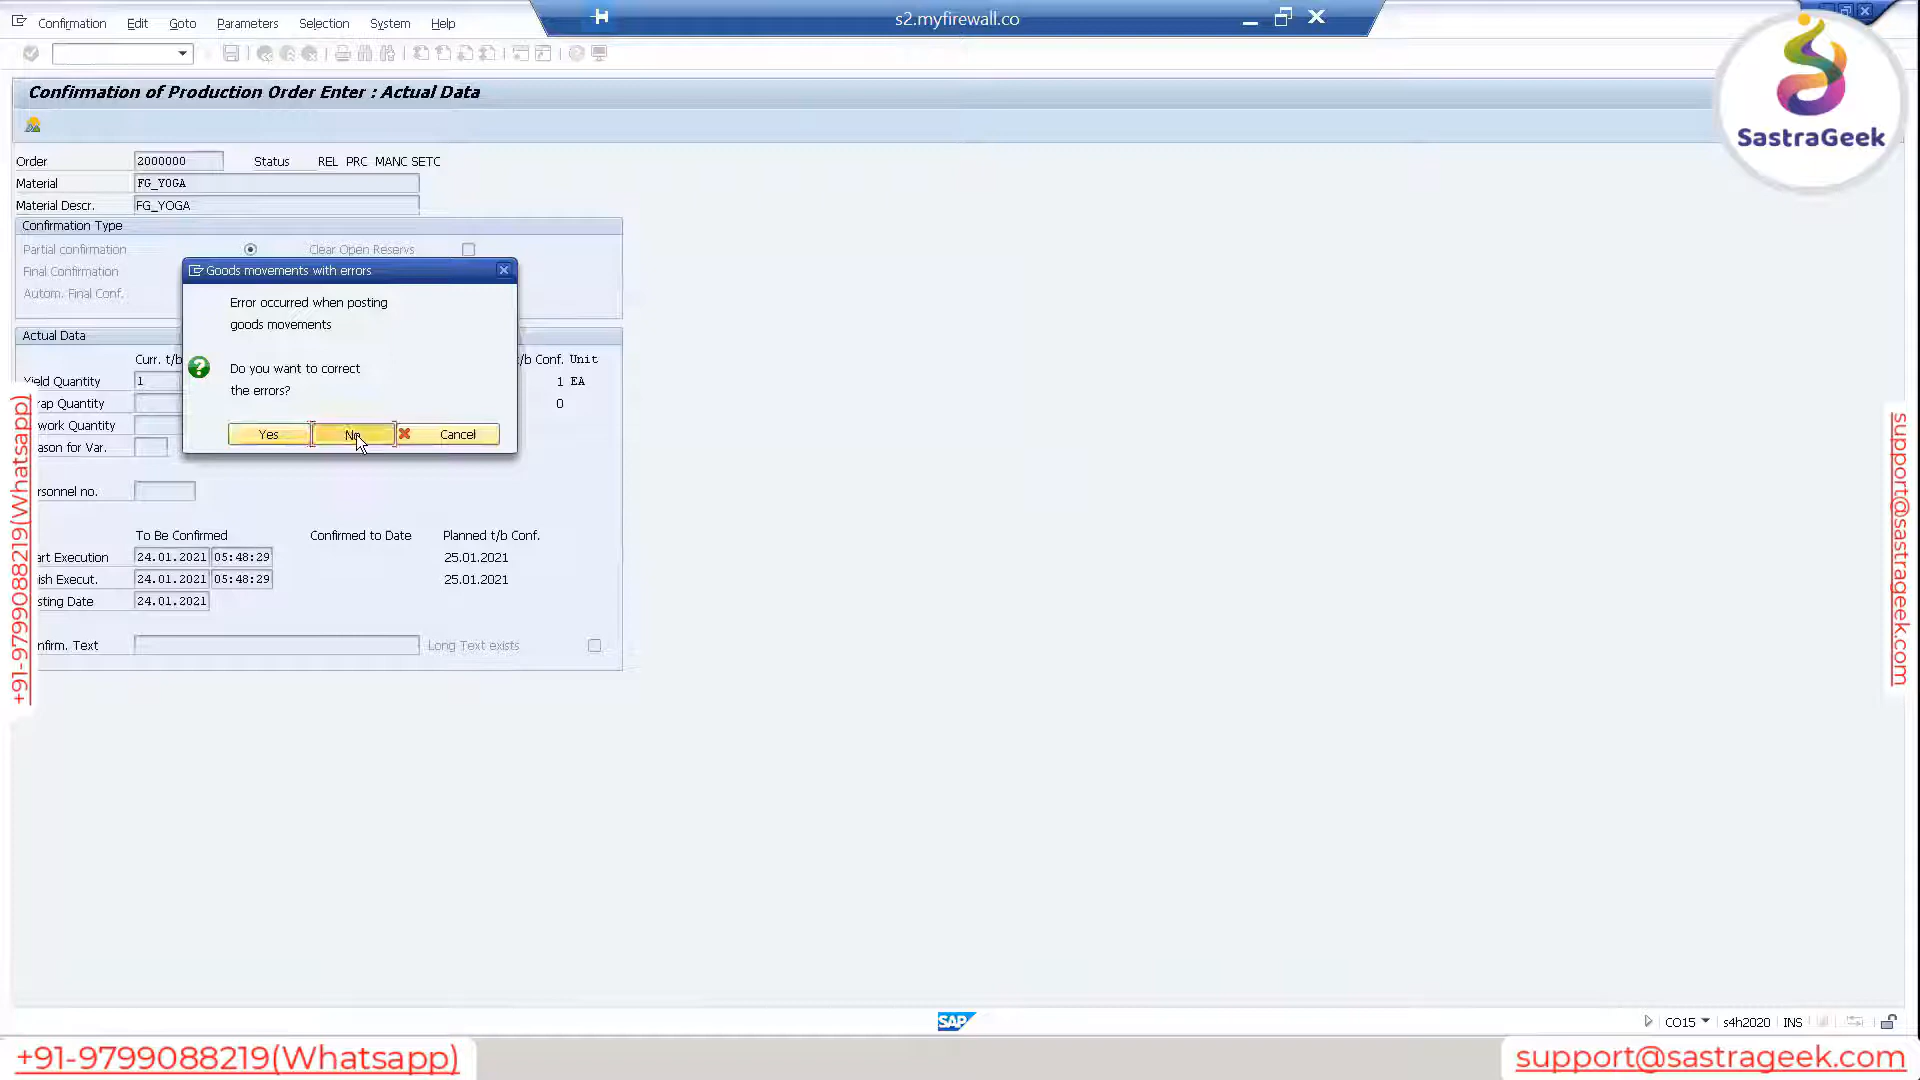 Confirmation Edit Goto Parameters Selection System Help
s2.myfirewall.co
SastraGeek
Confirmation of Production Order Enter : Actual Data
Order 2000000 Status REL PRC MANC SETC
Material FG_YOGA
Material Descr. FG_YOGA
Confirmation Type
Partial confirmation Clear Open Reservs
Final Confirmation
Autom. Final Conf.
Goods movements with errors
Error occurred when posting
goods movements
Do you want to correct
the errors?
Yes No Cancel
Actual Data
Curr. t/b /b Conf. Unit
Yield Quantity 1 1 EA
rap Quantity 0
work Quantity
ason for Var.
rsonnel no.
To Be Confirmed Confirmed to Date Planned t/b Conf.
art Execution 24.01.2021 05:48:29 25.01.2021
ish Execut. 24.01.2021 05:48:29 25.01.2021
sting Date 24.01.2021
nfirm. Text Long Text exists
+91-9799088219(Whatsapp)
support@sastrageek.com
SAP
CO15 s4h2020 INS
+91-9799088219(Whatsapp)
support@sastrageek.com